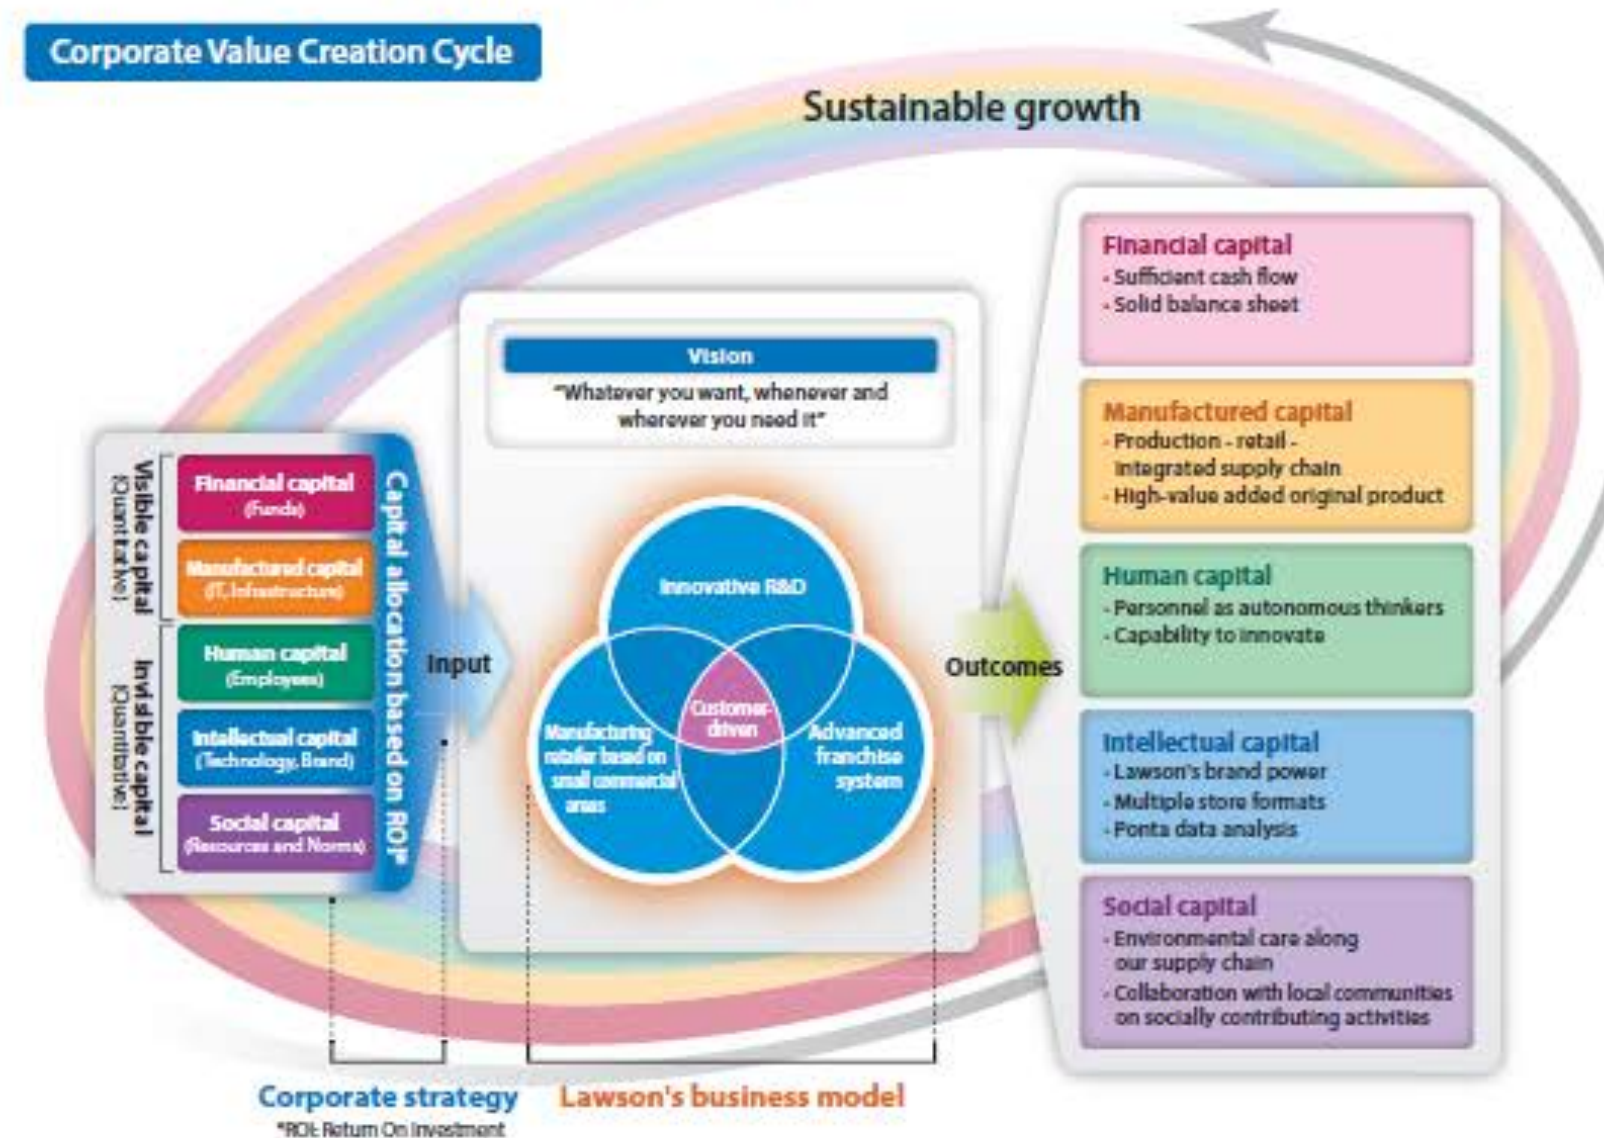 Corporate Value Creation Cycle
Sustainable growth
Visible capital
(Quantitative)
Financial capital
(Funds)
Manufactured capital
(IT, Infrastructure)
Invisible capital
(Quantitative)
Human capital
(Employees)
Intellectual capital
(Technology, Brand)
Social capital
(Resources and Norms)
Capital allocation based on ROI*
Input
Vision
"Whatever you want, whenever and
wherever you need it"
Innovative R&D
Customer-
driven
Manufacturing
retailer based on
small commercial
areas
Advanced
franchise
system
Outcomes
Financial capital
- Sufficient cash flow
- Solid balance sheet
Manufactured capital
- Production - retail -
integrated supply chain
- High-value added original product
Human capital
- Personnel as autonomous thinkers
- Capability to innovate
Intellectual capital
- Lawson's brand power
- Multiple store formats
- Ponta data analysis
Social capital
- Environmental care along
our supply chain
- Collaboration with local communities
on socially contributing activities
Corporate strategy
*ROI: Return On Investment
Lawson's business model